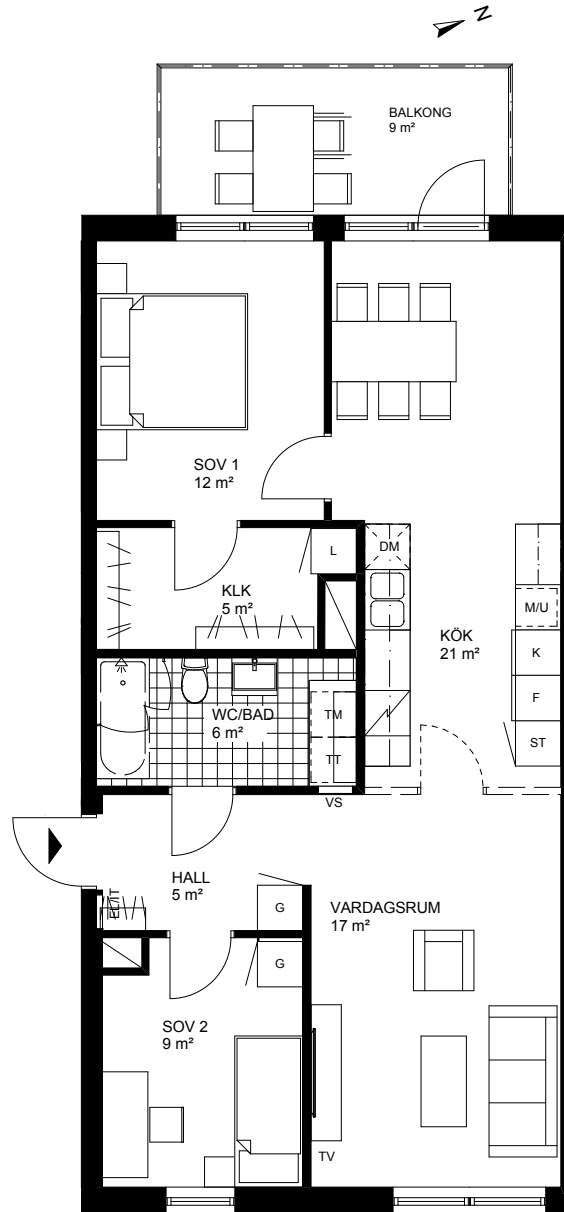 N
BALKONG
9 m²
SOV 1
12 m²
L
DM
KLK
5 m²
M/U
KÖK
21 m²
K
F
WC/BAD
6 m²
TM
TT
ST
VS
HALL
5 m²
EL/IT
G
VARDAGSRUM
17 m²
G
SOV 2
9 m²
TV